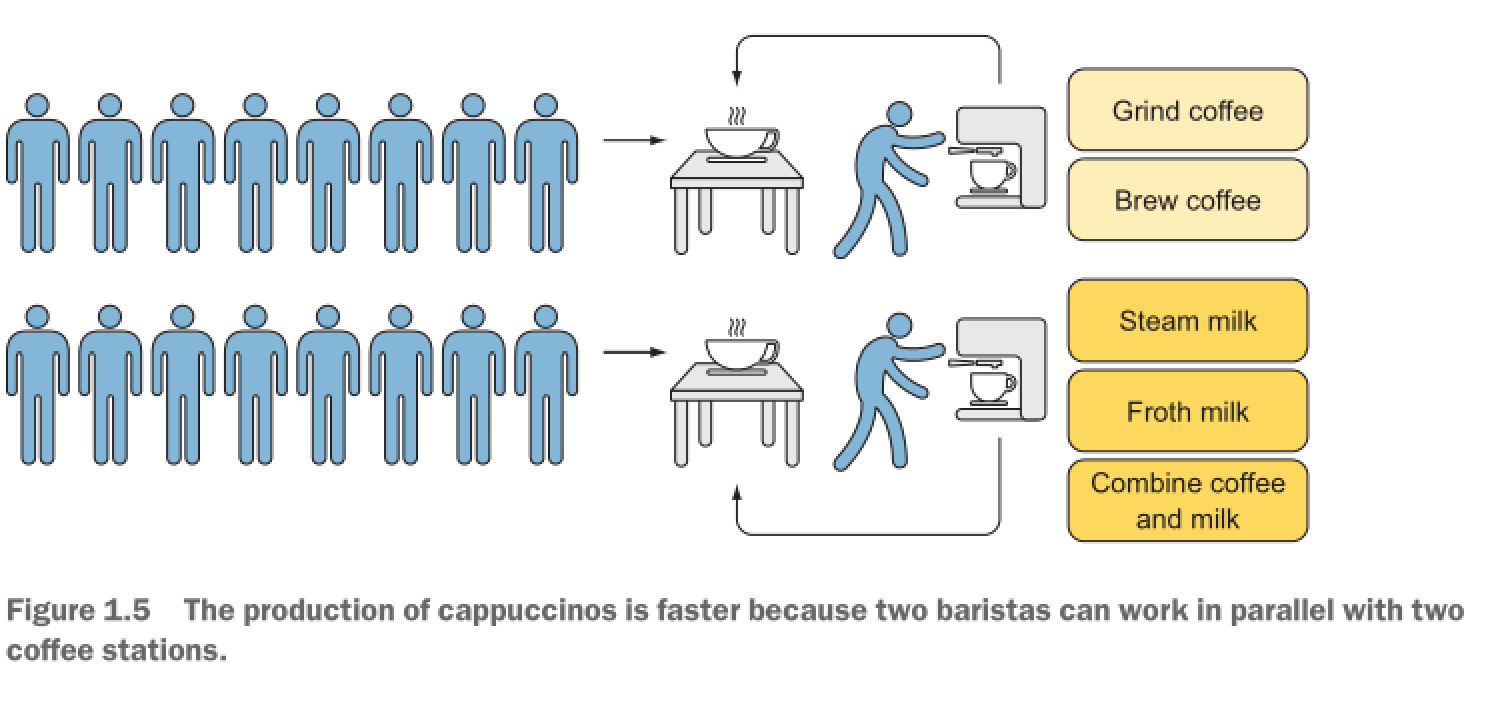 Grind coffee
Brew coffee
Steam milk
Froth milk
Combine coffee
and milk
Figure 1.5 The production of cappuccinos is faster because two baristas can work in parallel with two
coffee stations.